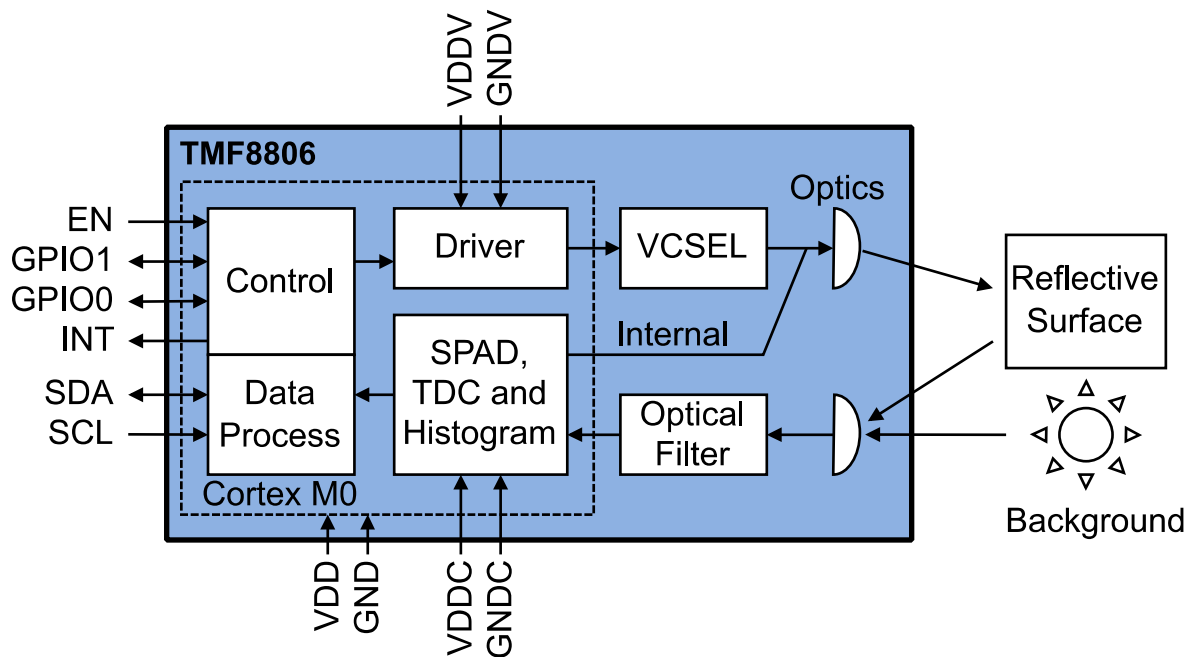 VDDV
GNDV
TMF8806
Optics
EN
GPIO1
GPIO0
INT
SDA
SCL
Control
Driver
VCSEL
Reflective
Surface
Internal
SPAD,
TDC and
Histogram
Data
Process
Optical
Filter
Cortex M0
Background
VDD
GND
VDDC
GNDC